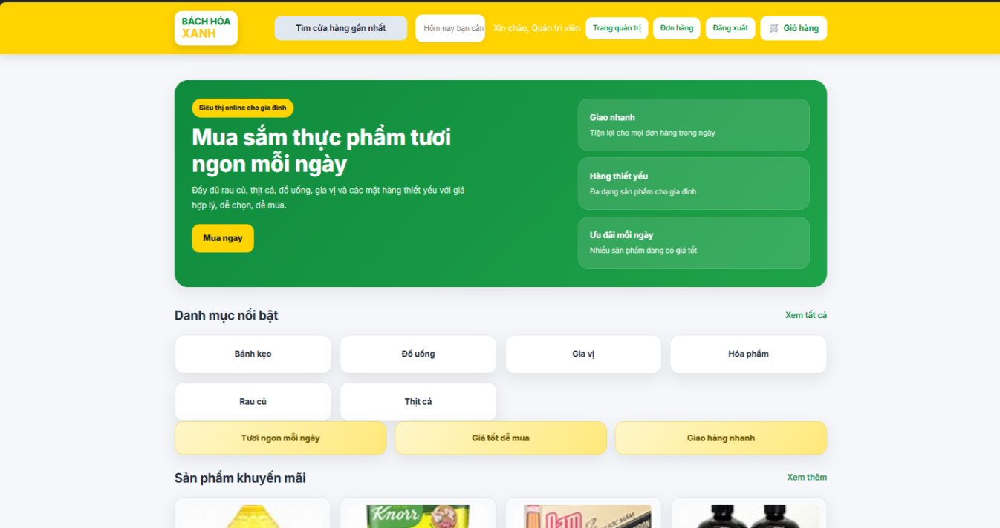 BÁCH HÓA
XANH
Tìm cửa hàng gần nhất
Hôm nay bạn cần
Xin chào, Quản trị viên
Trang quản trị
Đơn hàng
Đăng xuất
Giỏ hàng
Siêu thị online cho gia đình
Mua sắm thực phẩm tươi
ngon mỗi ngày
Đầy đủ rau củ, thịt cá, đồ uống, gia vị và các mặt hàng thiết yếu với giá
hợp lý, dễ chọn, dễ mua.
Mua ngay
Giao nhanh
Tiện lợi cho mọi đơn hàng trong ngày
Hàng thiết yếu
Đa dạng sản phẩm cho gia đình
Ưu đãi mỗi ngày
Nhiều sản phẩm đang có giá tốt
Danh mục nổi bật
Xem tất cả
Bánh kẹo
Đồ uống
Gia vị
Hóa phẩm
Rau củ
Thịt cá
Tươi ngon mỗi ngày
Giá tốt dễ mua
Giao hàng nhanh
Sản phẩm khuyến mãi
Xem thêm
Knorr